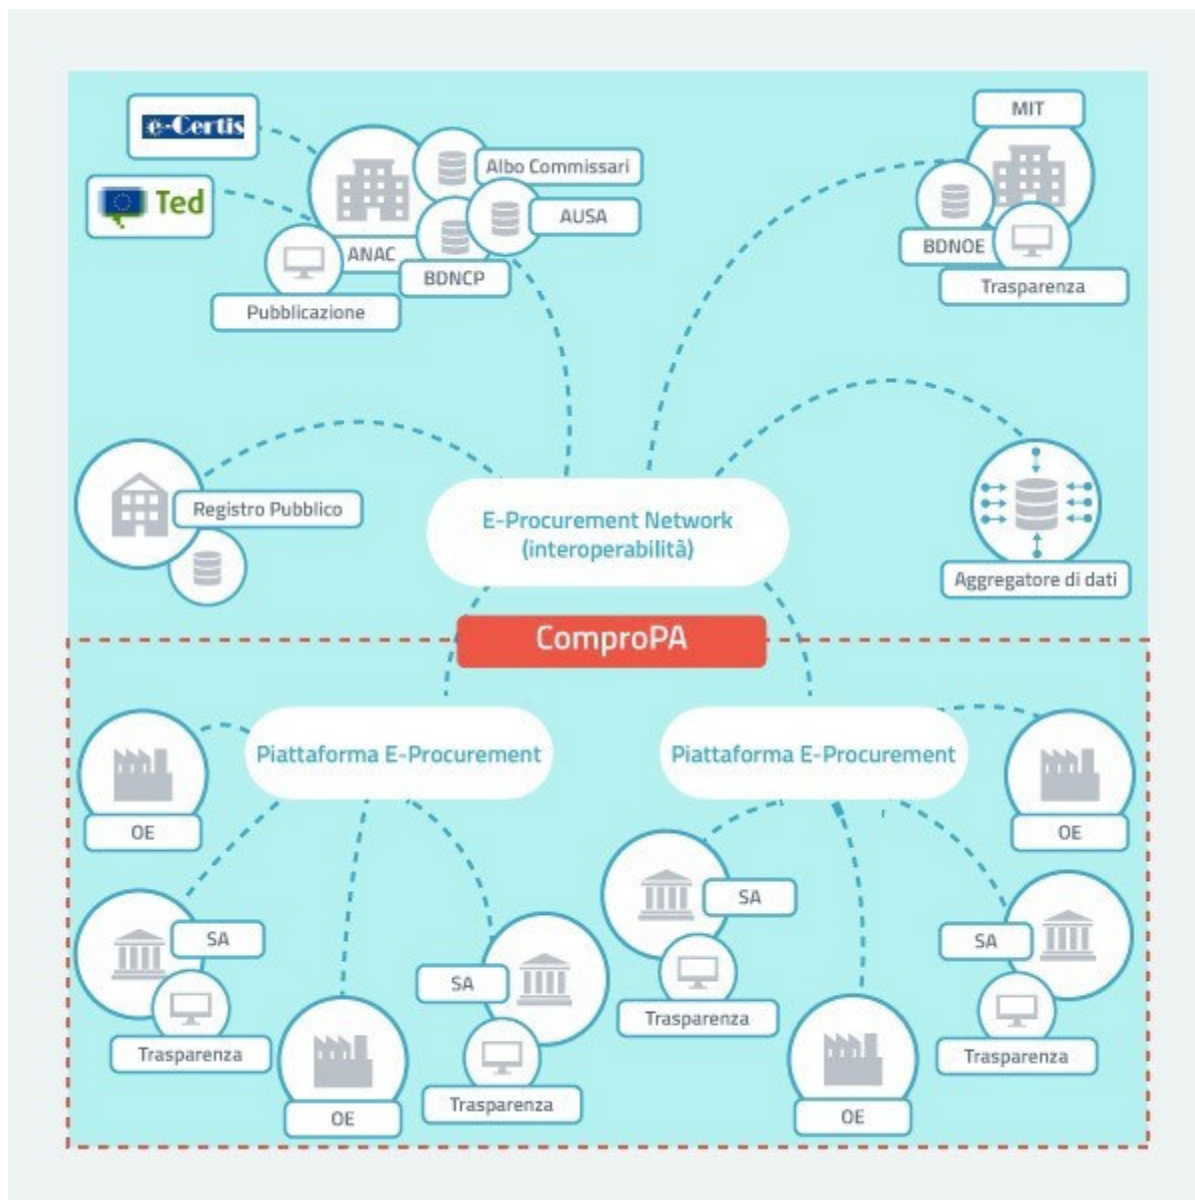 e-Certis
MIT
Albo Commissari
Ted
AUSA
ANAC
BDNOE
BDNCP
Trasparenza
Pubblicazione
Registro Pubblico
E-Procurement Network
(interoperabilità)
Aggregatore di dati
ComproPA
Piattaforma E-Procurement
Piattaforma E-Procurement
OE
OE
SA
SA
SA
SA
Trasparenza
Trasparenza
Trasparenza
Trasparenza
OE
OE